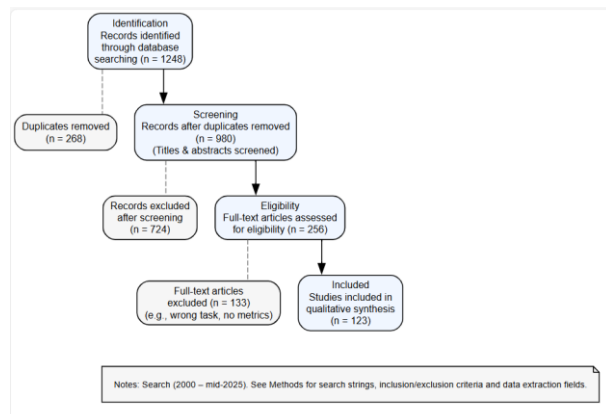 Identification
Records identified
through database
searching (n = 1248)
Duplicates removed
(n = 268)
Screening
Records after duplicates removed
(n = 980)
(Titles & abstracts screened)
Records excluded
after screening
(n = 724)
Eligibility
Full-text articles assessed
for eligibility (n = 256)
Full-text articles
excluded (n = 133)
(e.g., wrong task, no metrics)
Included
Studies included in
qualitative synthesis
(n = 123)
Notes: Search (2000 – mid-2025). See Methods for search strings, inclusion/exclusion criteria and data extraction fields.